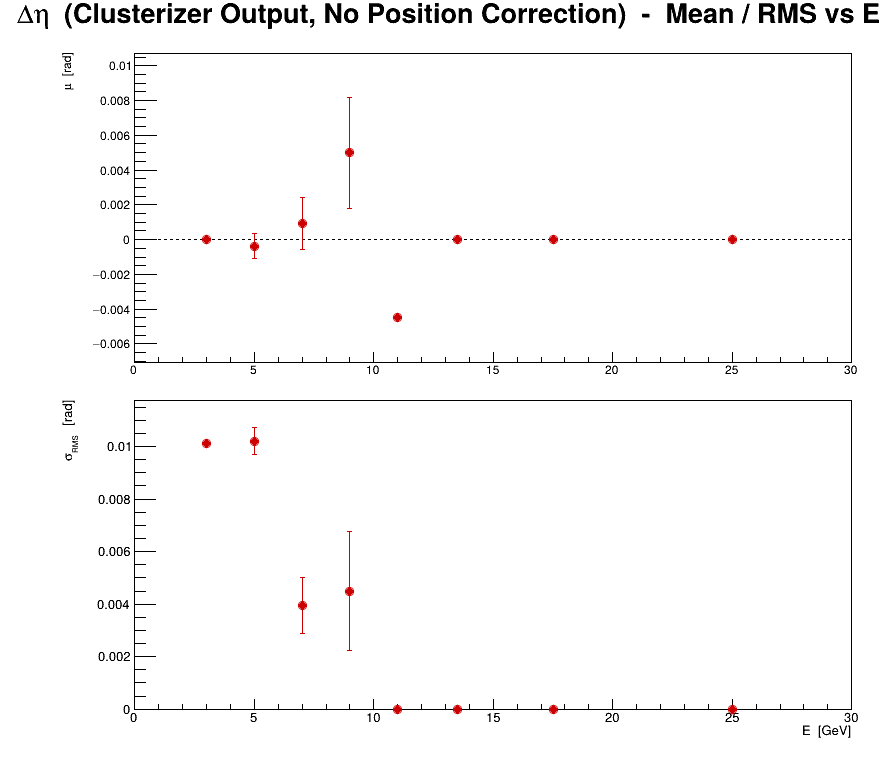 Δη (Clusterizer Output, No Position Correction) - Mean / RMS vs E
μ [rad]
0.01
0.008
0.006
0.004
0.002
0
−0.002
−0.004
−0.006
0 5 10 15 20 25 30
σRMS [rad]
0.01
0.008
0.006
0.004
0.002
0
0 5 10 15 20 25 30
E [GeV]